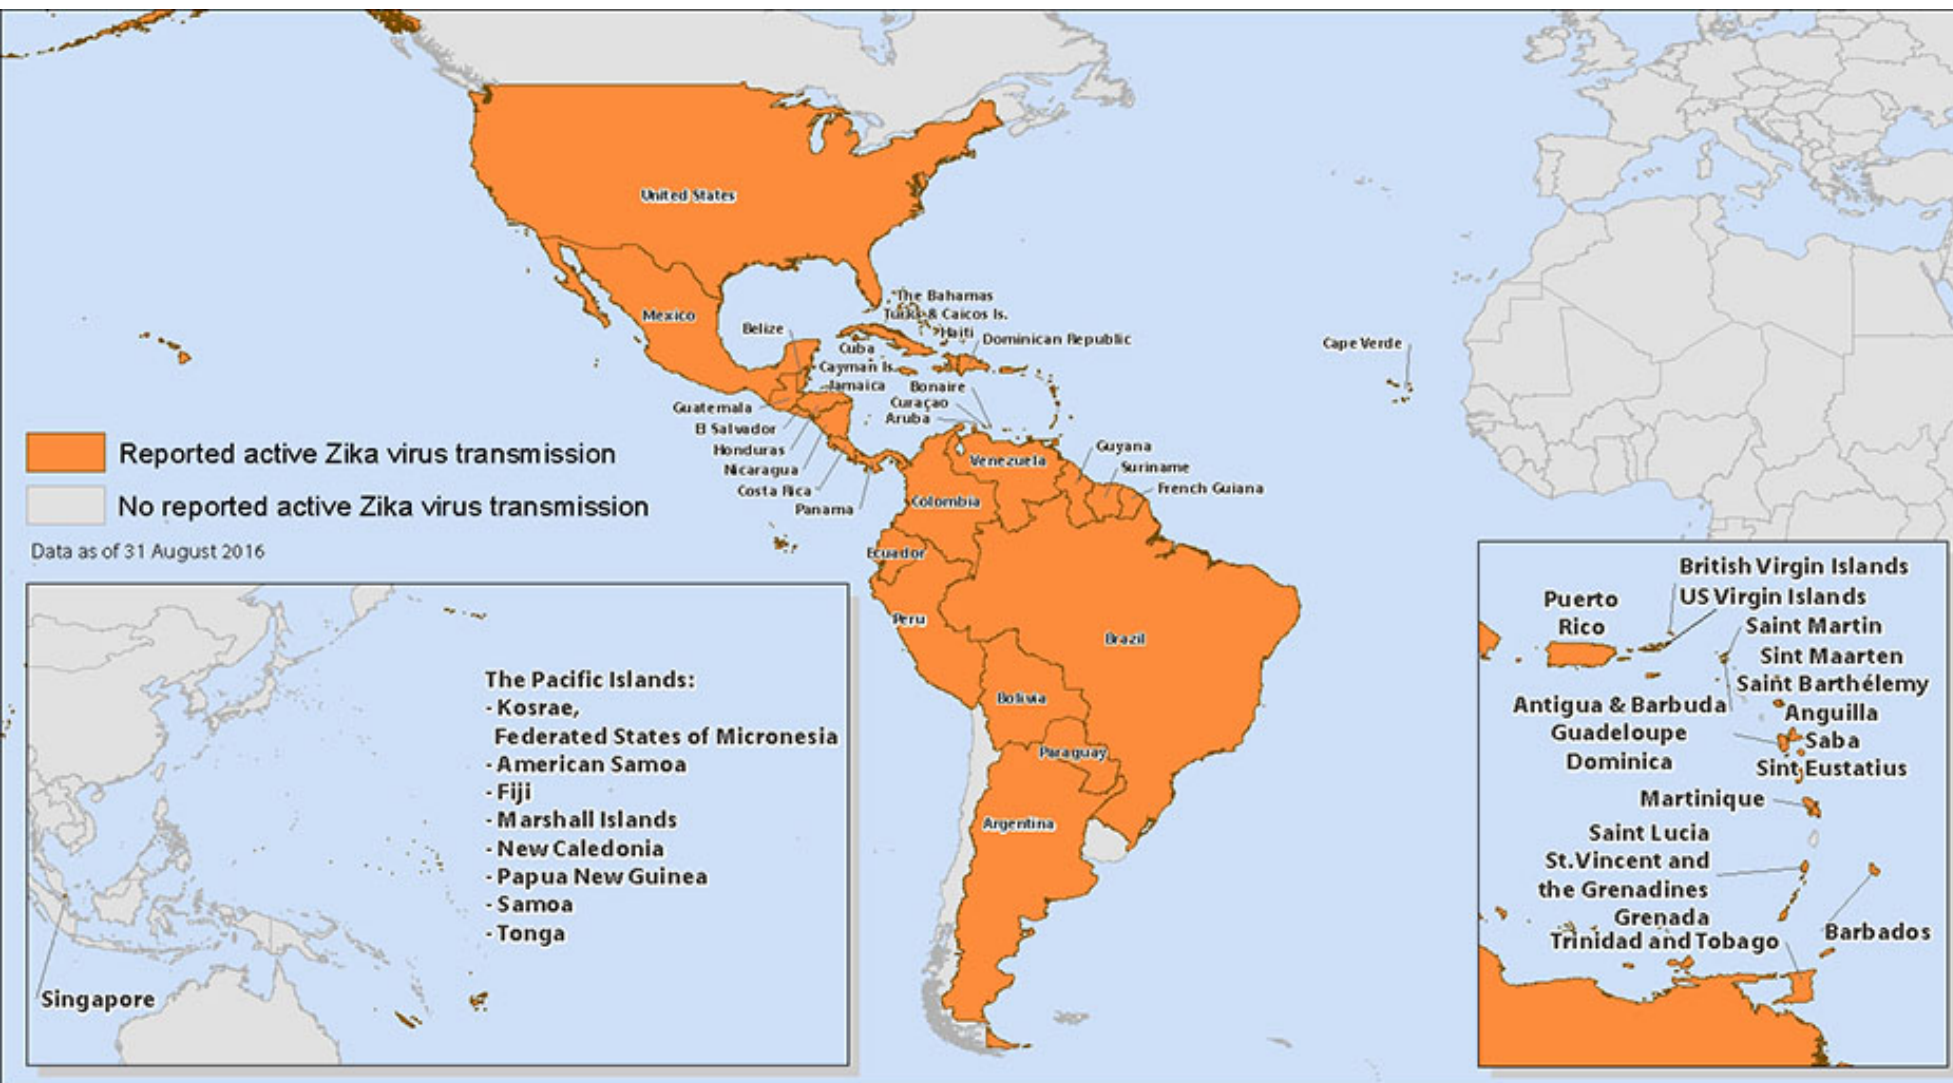 United States
Mexico
The Bahamas
Turks & Caicos Is.
Haiti
Dominican Republic
Belize
Cuba
Cayman Is.
Jamaica
Bonaire
Curaçao
Aruba
Cape Verde
Guatemala
El Salvador
Honduras
Nicaragua
Costa Rica
Panama
Guyana
Suriname
French Guiana
Venezuela
Colombia
Ecuador
Peru
Brazil
Bolivia
Paraguay
Argentina
Reported active Zika virus transmission
No reported active Zika virus transmission
Data as of 31 August 2016
The Pacific Islands:
- Kosrae,
Federated States of Micronesia
- American Samoa
- Fiji
- Marshall Islands
- New Caledonia
- Papua New Guinea
- Samoa
- Tonga
Singapore
British Virgin Islands
US Virgin Islands
Puerto
Rico
Saint Martin
Sint Maarten
Saint Barthélemy
Anguilla
Saba
Sint Eustatius
Antigua & Barbuda
Guadeloupe
Dominica
Martinique
Saint Lucia
St.Vincent and
the Grenadines
Grenada
Trinidad and Tobago
Barbados